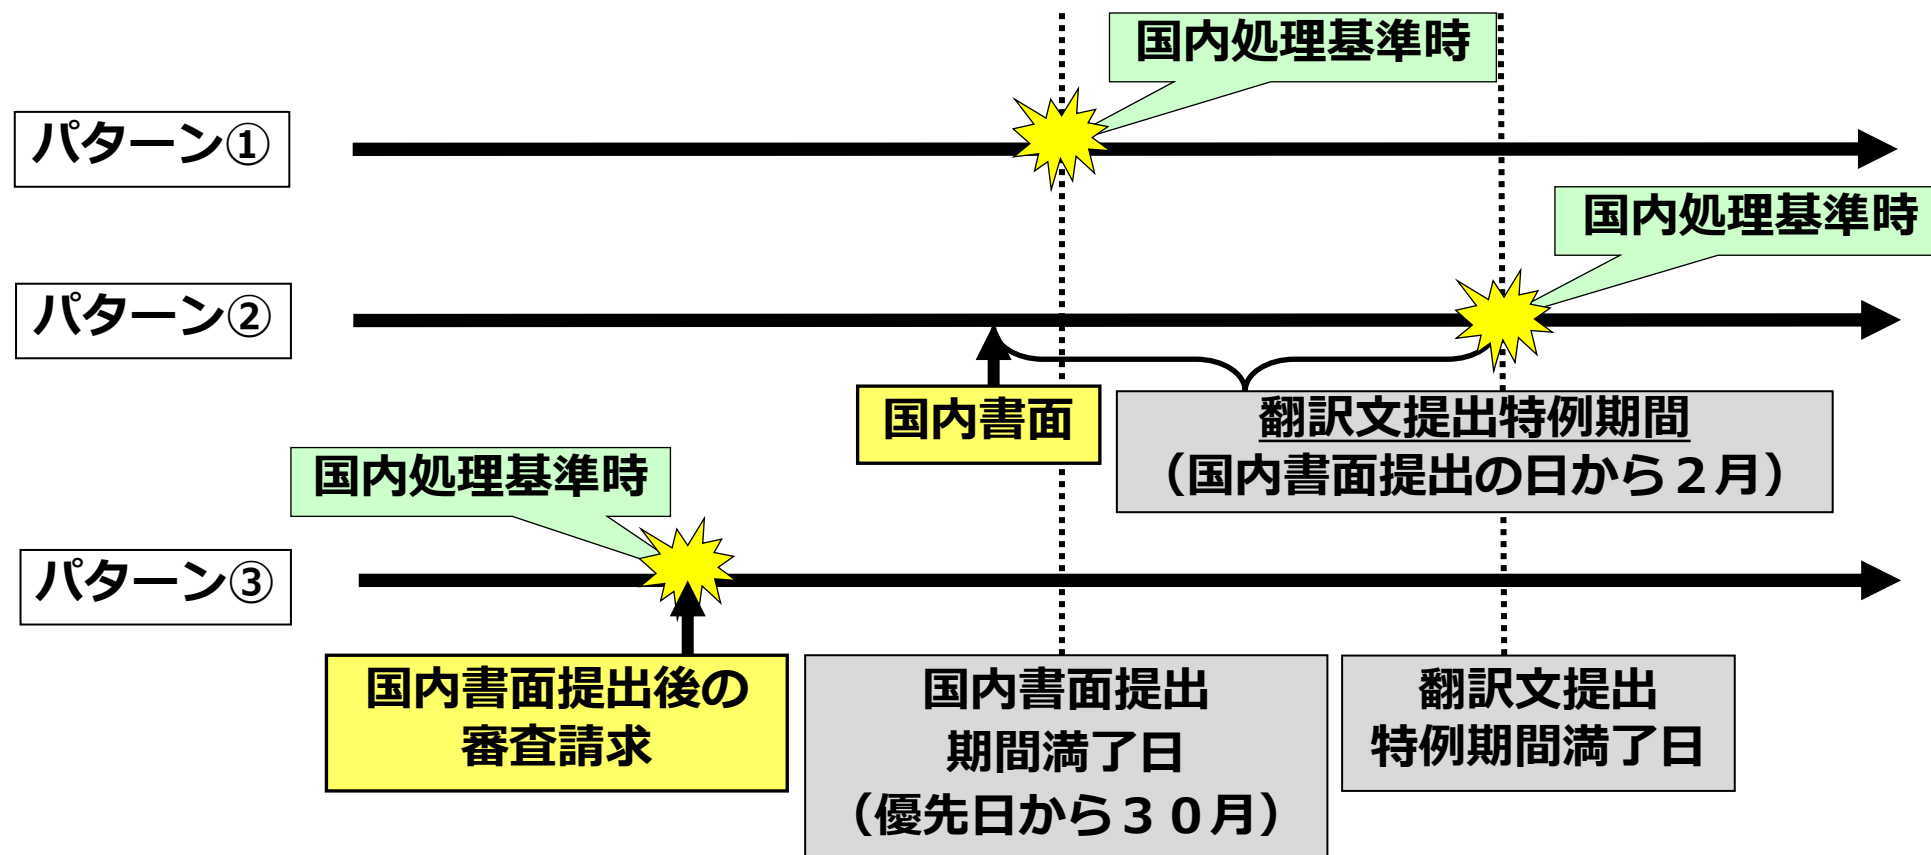 国内処理基準時
パターン①
国内処理基準時
パターン②
国内書面
翻訳文提出特例期間
（国内書面提出の日から２月）
国内処理基準時
パターン③
国内書面提出後の
審査請求
国内書面提出
期間満了日
（優先日から３０月）
翻訳文提出
特例期間満了日